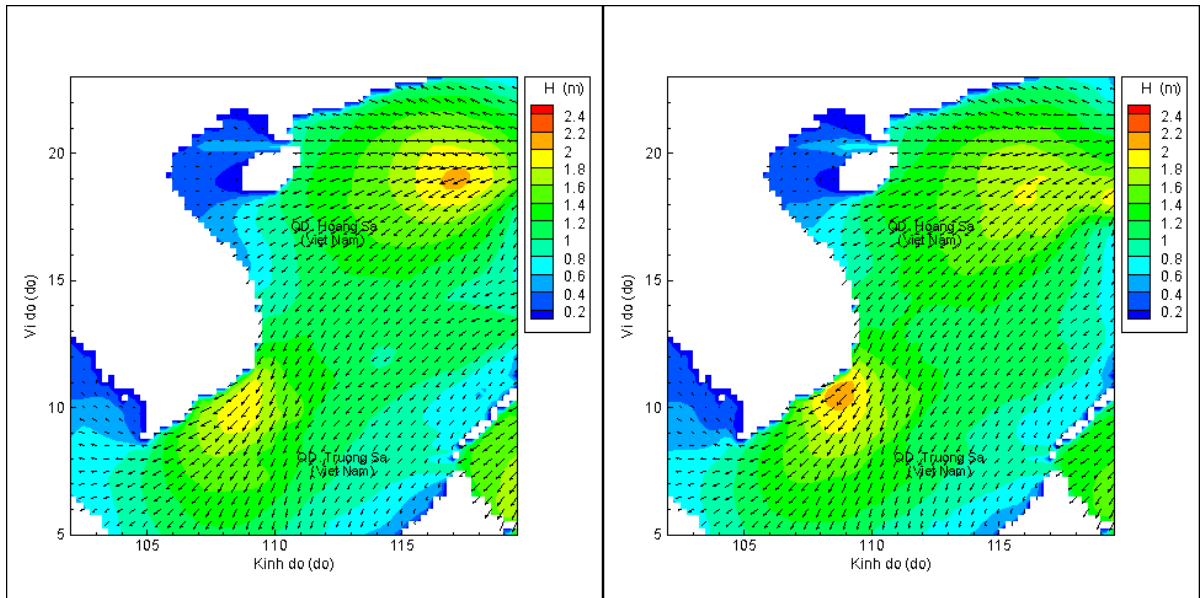 H (m)
2.4
2.2
2
1.8
1.6
1.4
1.2
1
0.8
0.6
0.4
0.2
20
15
10
5
Vi do (do)
QD. Hoang Sa
(Viet Nam)
QD. Truong Sa
(Viet Nam)
105
110
115
Kinh do (do)
H (m)
2.4
2.2
2
1.8
1.6
1.4
1.2
1
0.8
0.6
0.4
0.2
20
15
10
5
Vi do (do)
QD. Hoang Sa
(Viet Nam)
QD. Truong Sa
(Viet Nam)
105
110
115
Kinh do (do)